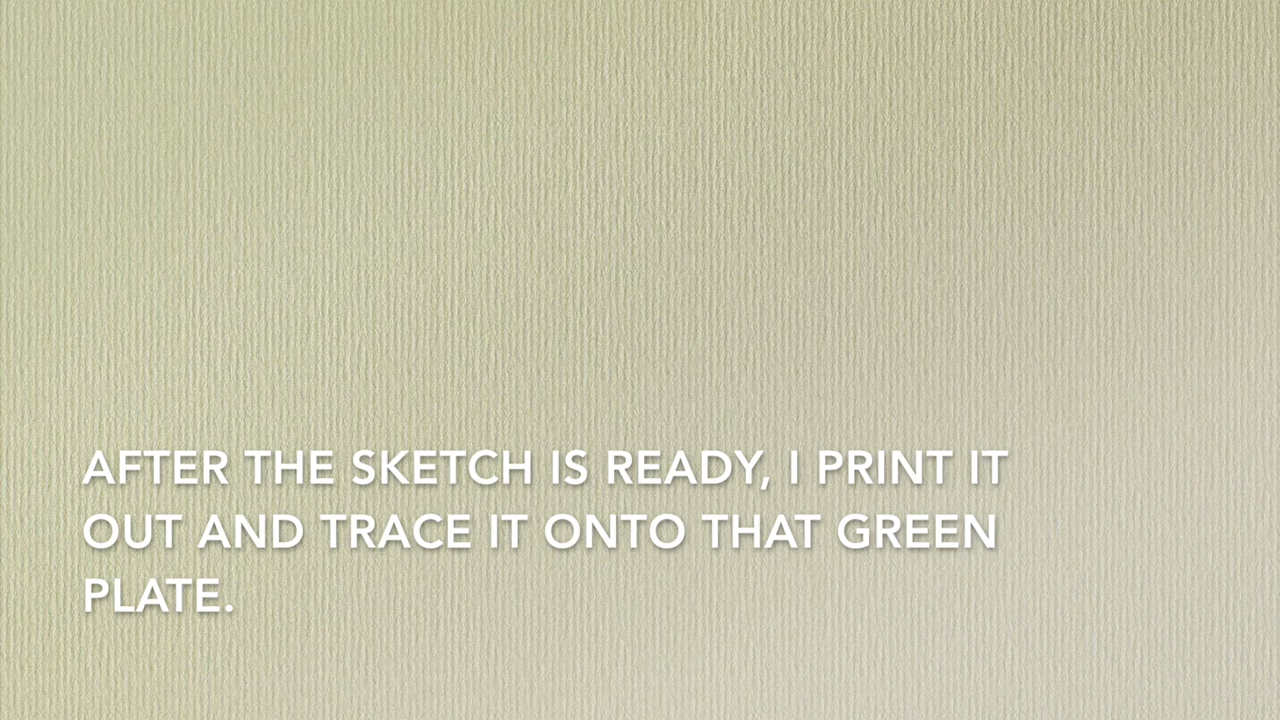 AFTER THE SKETCH IS READY, I PRINT IT
OUT AND TRACE IT ONTO THAT GREEN
PLATE.